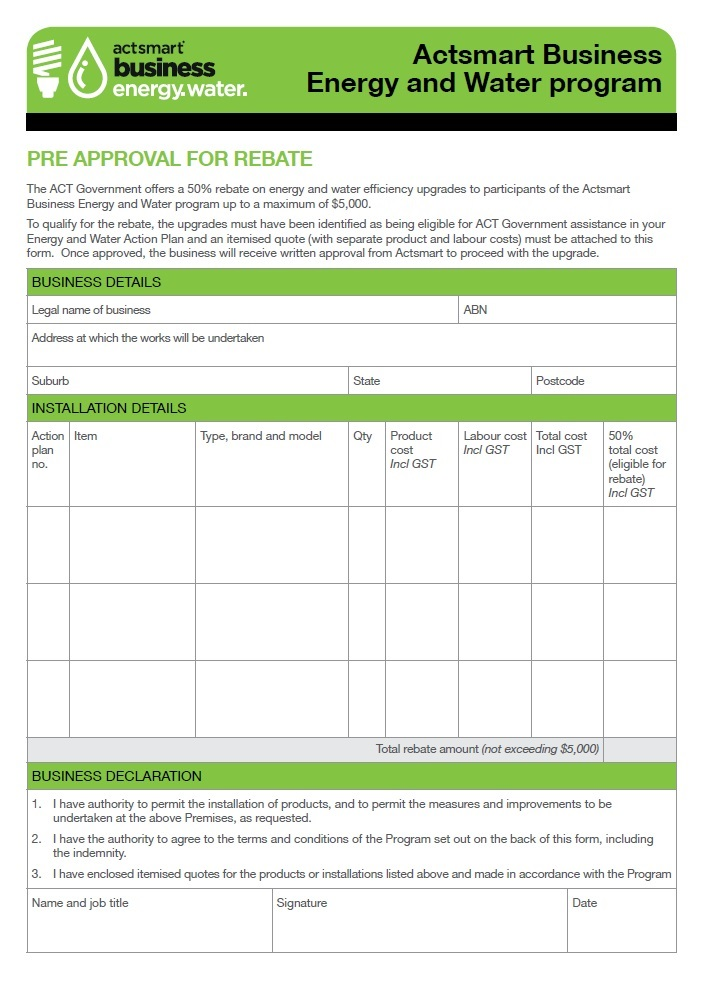 actsmart
business
energy.water.
Actsmart Business
Energy and Water program
PRE APPROVAL FOR REBATE
The ACT Government offers a 50% rebate on energy and water efficiency upgrades to participants of the Actsmart
Business Energy and Water program up to a maximum of $5,000.
To qualify for the rebate, the upgrades must have been identified as being eligible for ACT Government assistance in your
Energy and Water Action Plan and an itemised quote (with separate product and labour costs) must be attached to this
form.  Once approved, the business will receive written approval from Actsmart to proceed with the upgrade.
BUSINESS DETAILS
Legal name of business
ABN
Address at which the works will be undertaken
Suburb
State
Postcode
INSTALLATION DETAILS
Action
plan
no.
Item
Type, brand and model
Qty
Product
cost
Incl GST
Labour cost
Incl GST
Total cost
Incl GST
50%
total cost
(eligible for
rebate)
Incl GST
Total rebate amount (not exceeding $5,000)
BUSINESS DECLARATION
1. I have authority to permit the installation of products, and to permit the measures and improvements to be
undertaken at the above Premises, as requested.
2. I have the authority to agree to the terms and conditions of the Program set out on the back of this form, including
the indemnity.
3. I have enclosed itemised quotes for the products or installations listed above and made in accordance with the Program
Name and job title
Signature
Date